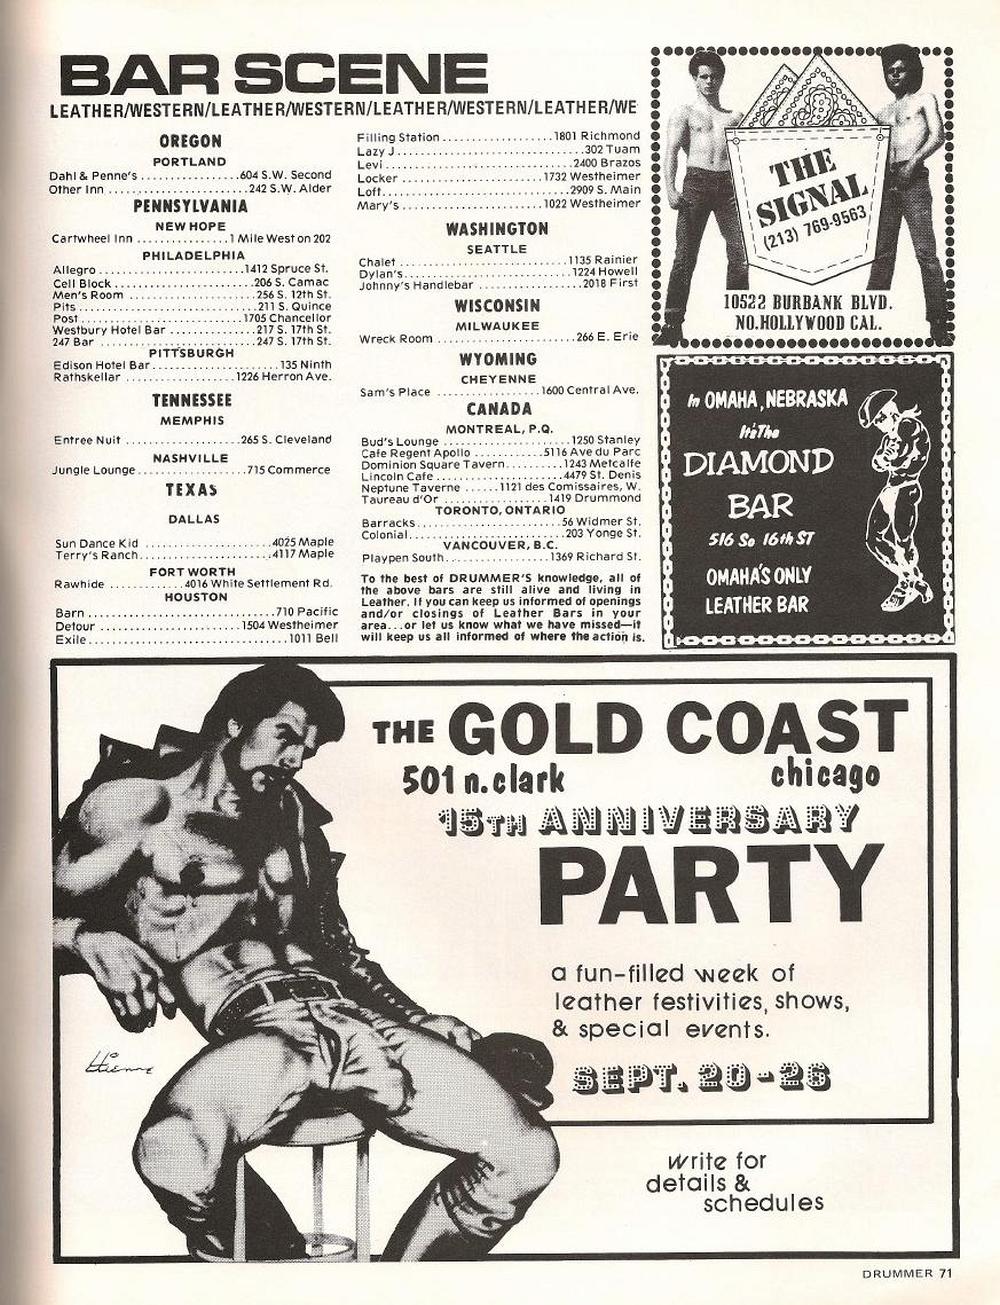 BAR SCENE
LEATHER/WESTERN/LEATHER/WESTERN/LEATHER/WESTERN/LEATHER/WE
OREGON
PORTLAND
Dahl & Penne's ..................604 S.W. Second
Other Inn ..........................242 S.W. Alder
PENNSYLVANIA
NEW HOPE
Cartwheel Inn ...............1 Mile West on 202
PHILADELPHIA
Allegro ........................1412 Spruce St.
Cell Block ........................206 S. Camac
Men's Room ......................256 S. 12th St.
Pits .............................211 S. Quince
Post ..........................1705 Chancellor
Westbury Hotel Bar ..............217 S. 17th St.
247 Bar .........................247 S. 17th St.
PITTSBURGH
Edison Hotel Bar ....................135 Ninth
Rathskellar ..................1226 Herron Ave.
TENNESSEE
MEMPHIS
Entree Nuit ....................265 S. Cleveland
NASHVILLE
Jungle Lounge ...................715 Commerce
TEXAS
DALLAS
Sun Dance Kid ......................4025 Maple
Terry's Ranch ......................4117 Maple
FORT WORTH
Rawhide ...........4016 White Settlement Rd.
HOUSTON
Barn ...............................710 Pacific
Detour ........................1504 Westheimer
Exile .................................1011 Bell
Filling Station ..................1801 Richmond
Lazy J ..............................302 Tuam
Levi ..............................2400 Brazos
Locker .......................1732 Westheimer
Loft .............................2909 S. Main
Mary's .......................1022 Westheimer
WASHINGTON
SEATTLE
Chalet ............................1135 Rainier
Dylan's ...........................1224 Howell
Johnny's Handlebar ................2018 First
WISCONSIN
MILWAUKEE
Wreck Room .......................266 E. Erie
WYOMING
CHEYENNE
Sam's Place ................1600 Central Ave.
CANADA
MONTREAL, P.Q.
Bud's Lounge .....................1250 Stanley
Cafe Regent Apollo ..........5116 Ave du Parc
Dominion Square Tavern.........1243 Metcalfe
Lincoln Cafe ...................4479 St. Denis
Neptune Taverne ......1121 des Comissaires, W.
Taureau d'Or ..................1419 Drummond
TORONTO, ONTARIO
Barracks .......................56 Widmer St.
Colonial .......................203 Yonge St.
VANCOUVER, B.C.
Playpen South................1369 Richard St.
To the best of DRUMMER'S knowledge, all of
the above bars are still alive and living in
Leather. If you can keep us informed of openings
and/or closings of Leather Bars in your
area...or let us know what we have missed—it
will keep us all informed of where the action is.
THE
SIGNAL
(213) 769-9563
10522 BURBANK BLVD.
NO.HOLLYWOOD CAL.
In OMAHA, NEBRASKA
It's The
DIAMOND
BAR
516 So 16th ST
OMAHA'S ONLY
LEATHER BAR
THE GOLD COAST
501 n. clark chicago
15TH ANNIVERSARY
PARTY
a fun-filled week of
leather festivities, shows,
& special events.
SEPT. 20-26
Etienne
write for
details &
schedules
DRUMMER 71